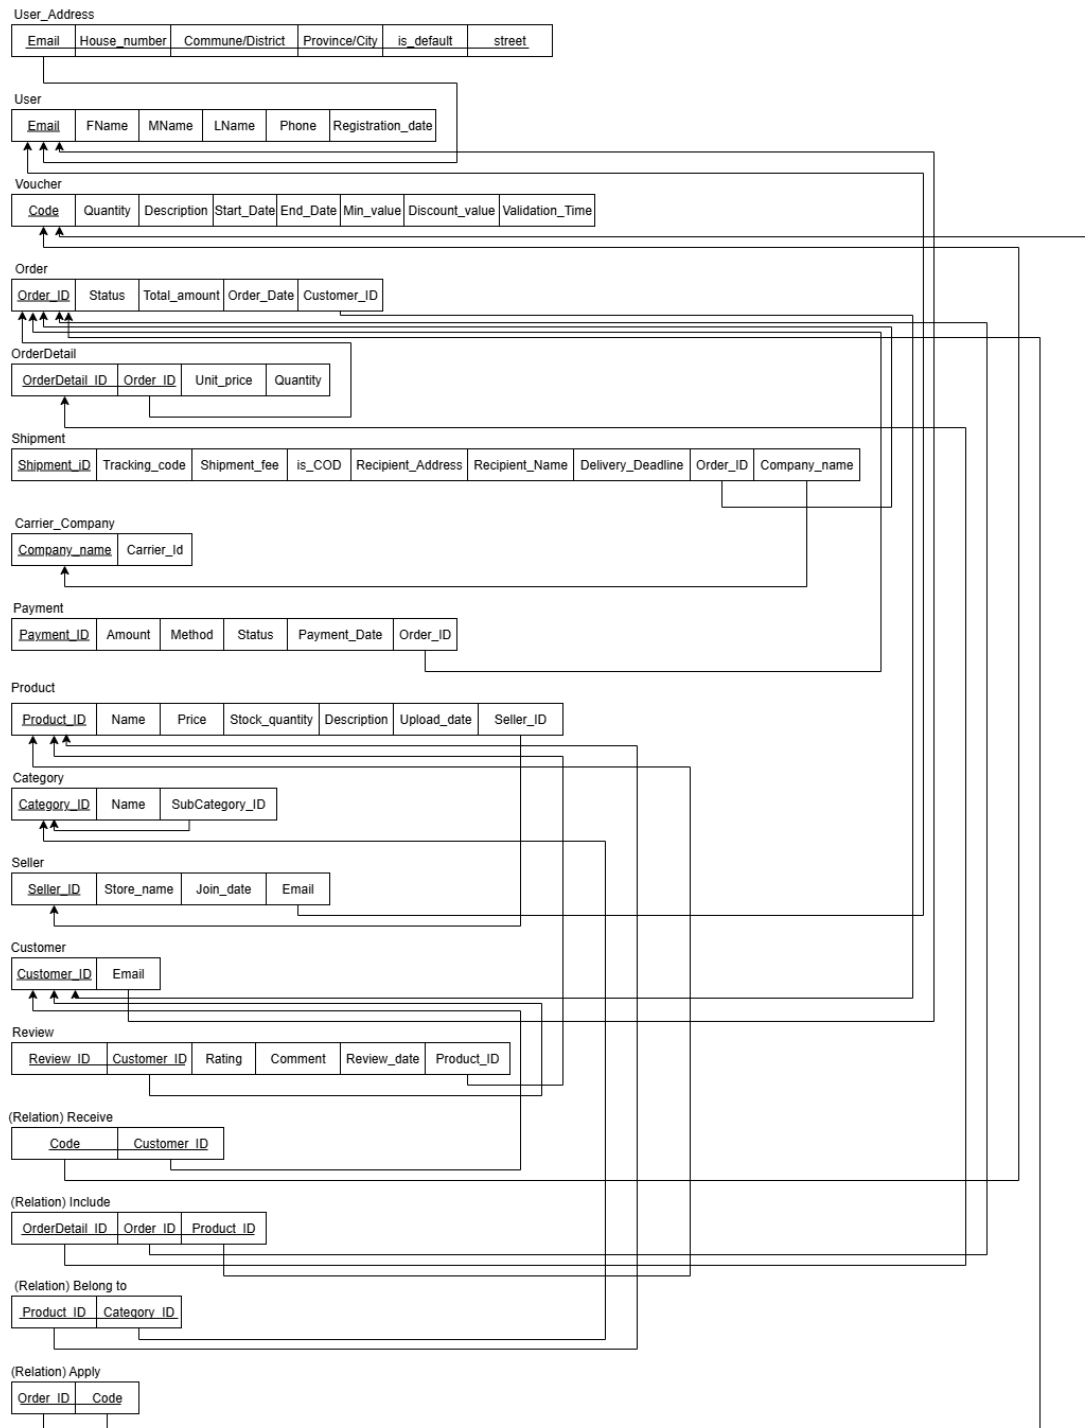 User_Address
Email House_number Commune/District Province/City is_default street
User
Email FName MName LName Phone Registration_date
Voucher
Code Quantity Description Start_Date End_Date Min_value Discount_value Validation_Time
Order
Order_ID Status Total_amount Order_Date Customer_ID
OrderDetail
OrderDetail_ID Order_ID Unit_price Quantity
Shipment
Shipment_iD Tracking_code Shipment_fee is_COD Recipient_Address Recipient_Name Delivery_Deadline Order_ID Company_name
Carrier_Company
Company_name Carrier_Id
Payment
Payment_ID Amount Method Status Payment_Date Order_ID
Product
Product_ID Name Price Stock_quantity Description Upload_date Seller_ID
Category
Category_ID Name SubCategory_ID
Seller
Seller_ID Store_name Join_date Email
Customer
Customer_ID Email
Review
Review_ID Customer_ID Rating Comment Review_date Product_ID
(Relation) Receive
Code Customer_ID
(Relation) Include
OrderDetail_ID Order_ID Product_ID
(Relation) Belong to
Product_ID Category_ID
(Relation) Apply
Order_ID Code